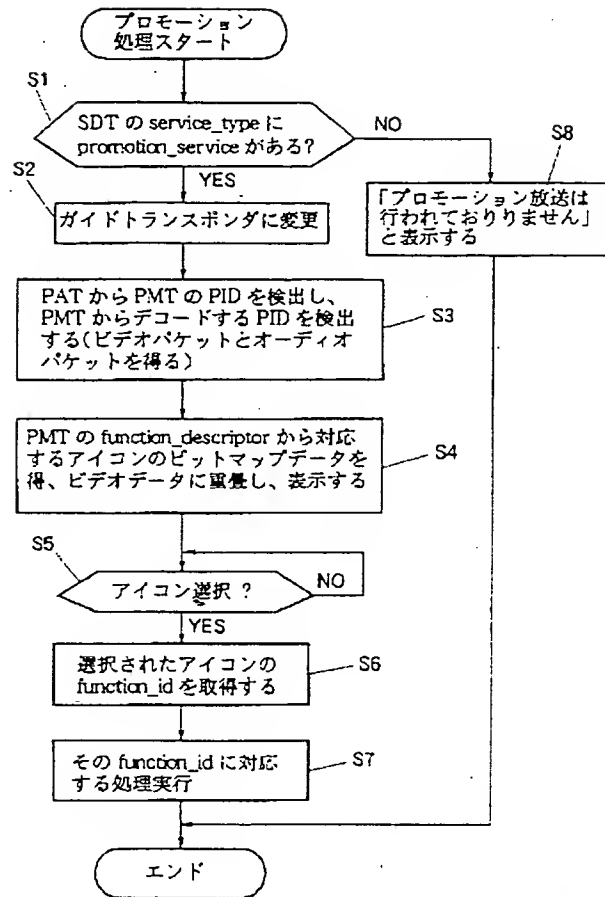 プロモーション
処理スタート
S1
SDT の service_type に
promotion_service がある?
NO
S8
S2
YES
「プロモーション放送は
行われておりりません」
と表示する
ガイドトランスポンダに変更
PAT から PMT の PID を検出し、
PMT からデコードする PID を検出
する(ビデオパケットとオーディオ
パケットを得る)
S3
PMT の function_descriptor から対応
するアイコンのビットマップデータを
得、ビデオデータに重畳し、表示する
S4
S5
アイコン選択 ?
NO
YES
選択されたアイコンの
function_id を取得する
S6
その function_id に対応
する処理実行
S7
エンド